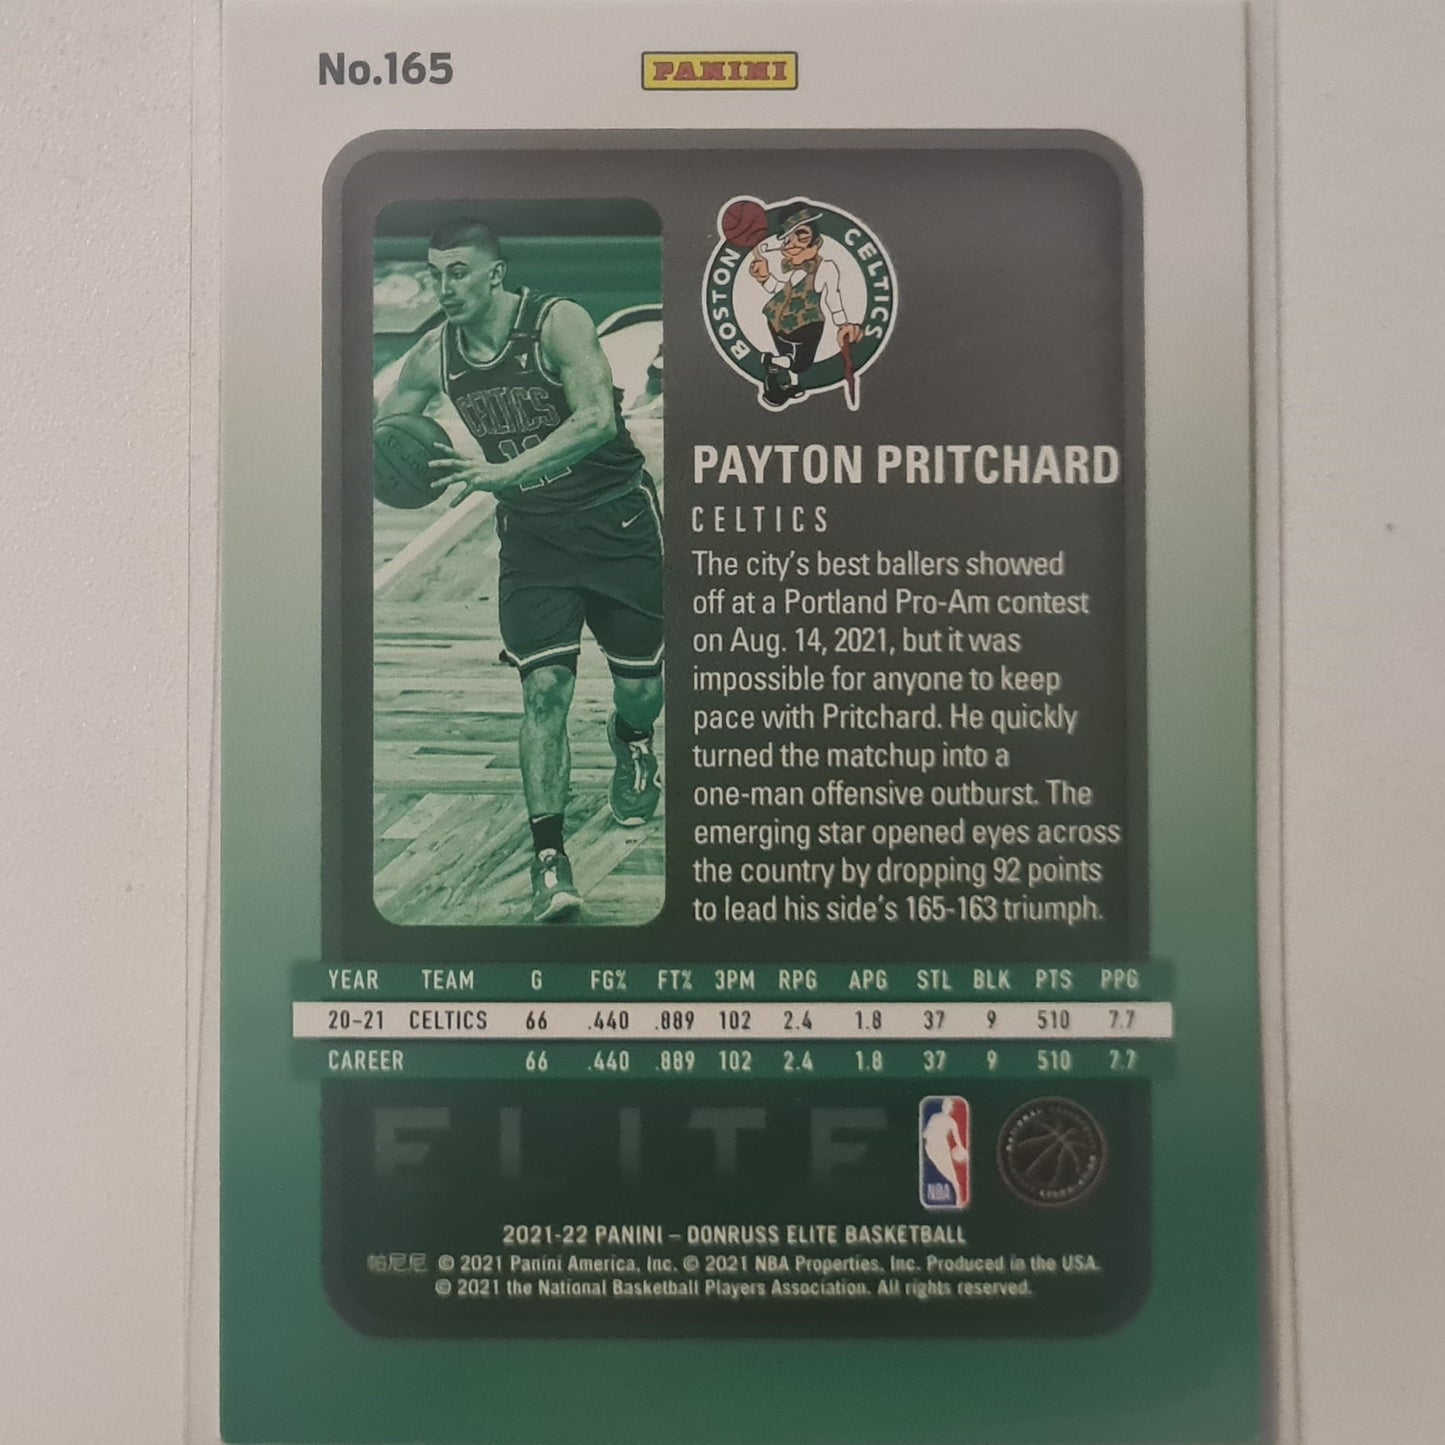 No.165
PANINI
BOSTON CELTICS
CELTICS
11
PAYTON PRITCHARD
CELTICS
The city's best ballers showed
off at a Portland Pro-Am contest
on Aug. 14, 2021, but it was
impossible for anyone to keep
pace with Pritchard. He quickly
turned the matchup into a
one-man offensive outburst. The
emerging star opened eyes across
the country by dropping 92 points
to lead his side's 165-163 triumph.
YEAR TEAM G FG% FT% 3PM RPG APG STL BLK PTS PPG
20-21 CELTICS 66 .440 .889 102 2.4 1.8 37 9 510 7.7
CAREER 66 .440 .889 102 2.4 1.8 37 9 510 7.7
ELITE
NBA
2021-22 PANINI – DONRUSS ELITE BASKETBALL
帕尼尼 © 2021 Panini America, Inc. © 2021 NBA Properties, Inc. Produced in the USA.
© 2021 the National Basketball Players Association. All rights reserved.